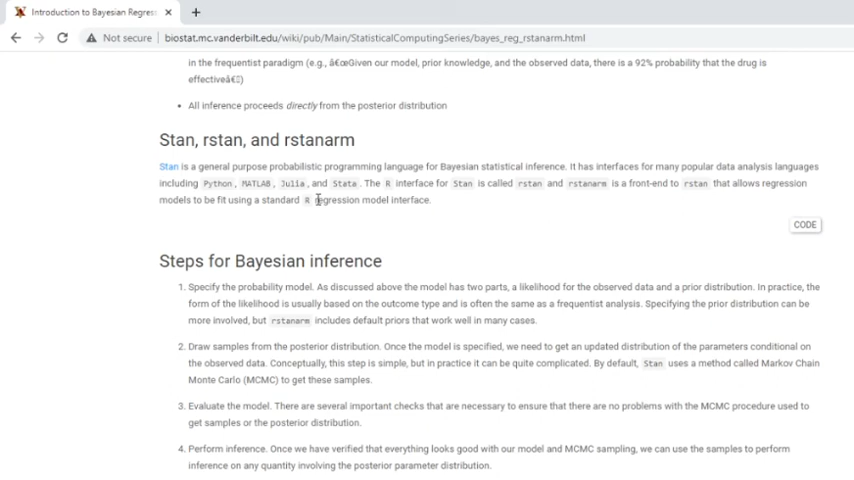 Introduction to Bayesian Regres
Not secure | biostat.mc.vanderbilt.edu/wiki/pub/Main/StatisticalComputingSeries/bayes_reg_rstanarm.html
in the frequentist paradigm (e.g., â€œGiven our model, prior knowledge, and the observed data, there is a 92% probability that the drug is
effectiveâ€)
• All inference proceeds directly from the posterior distribution
Stan, rstan, and rstanarm
Stan is a general purpose probabilistic programming language for Bayesian statistical inference. It has interfaces for many popular data analysis languages
including Python, MATLAB, Julia, and Stata. The R interface for Stan is called rstan and rstanarm is a front-end to rstan that allows regression
models to be fit using a standard R regression model interface.
CODE
Steps for Bayesian inference
1. Specify the probability model. As discussed above the model has two parts, a likelihood for the observed data and a prior distribution. In practice, the
form of the likelihood is usually based on the outcome type and is often the same as a frequentist analysis. Specifying the prior distribution can be
more involved, but rstanarm includes default priors that work well in many cases.
2. Draw samples from the posterior distribution. Once the model is specified, we need to get an updated distribution of the parameters conditional on
the observed data. Conceptually, this step is simple, but in practice it can be quite complicated. By default, Stan uses a method called Markov Chain
Monte Carlo (MCMC) to get these samples.
3. Evaluate the model. There are several important checks that are necessary to ensure that there are no problems with the MCMC procedure used to
get samples or the posterior distribution.
4. Perform inference. Once we have verified that everything looks good with our model and MCMC sampling, we can use the samples to perform
inference on any quantity involving the posterior parameter distribution.